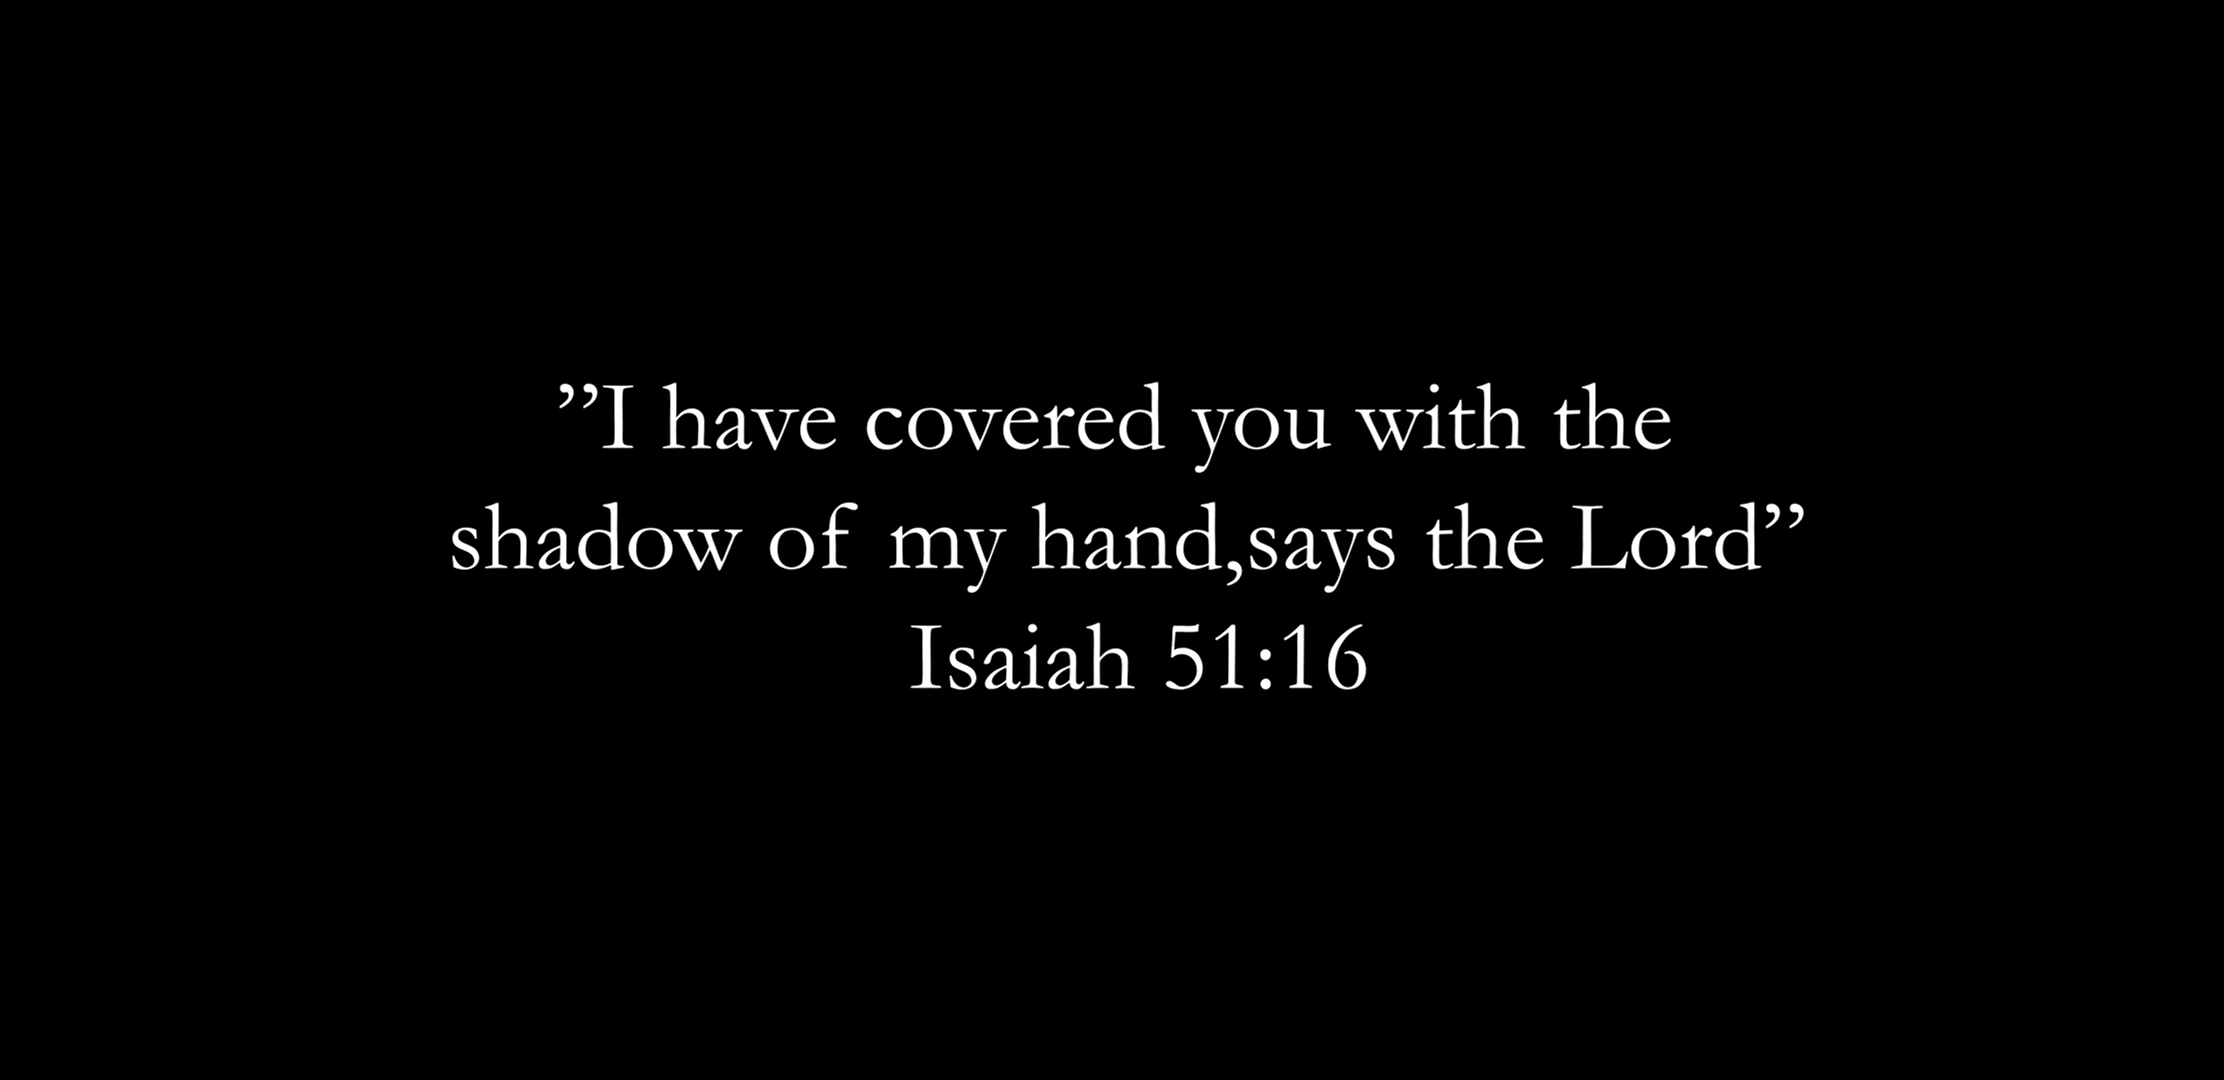 ”I have covered you with the
shadow of my hand,says the Lord”
Isaiah 51:16